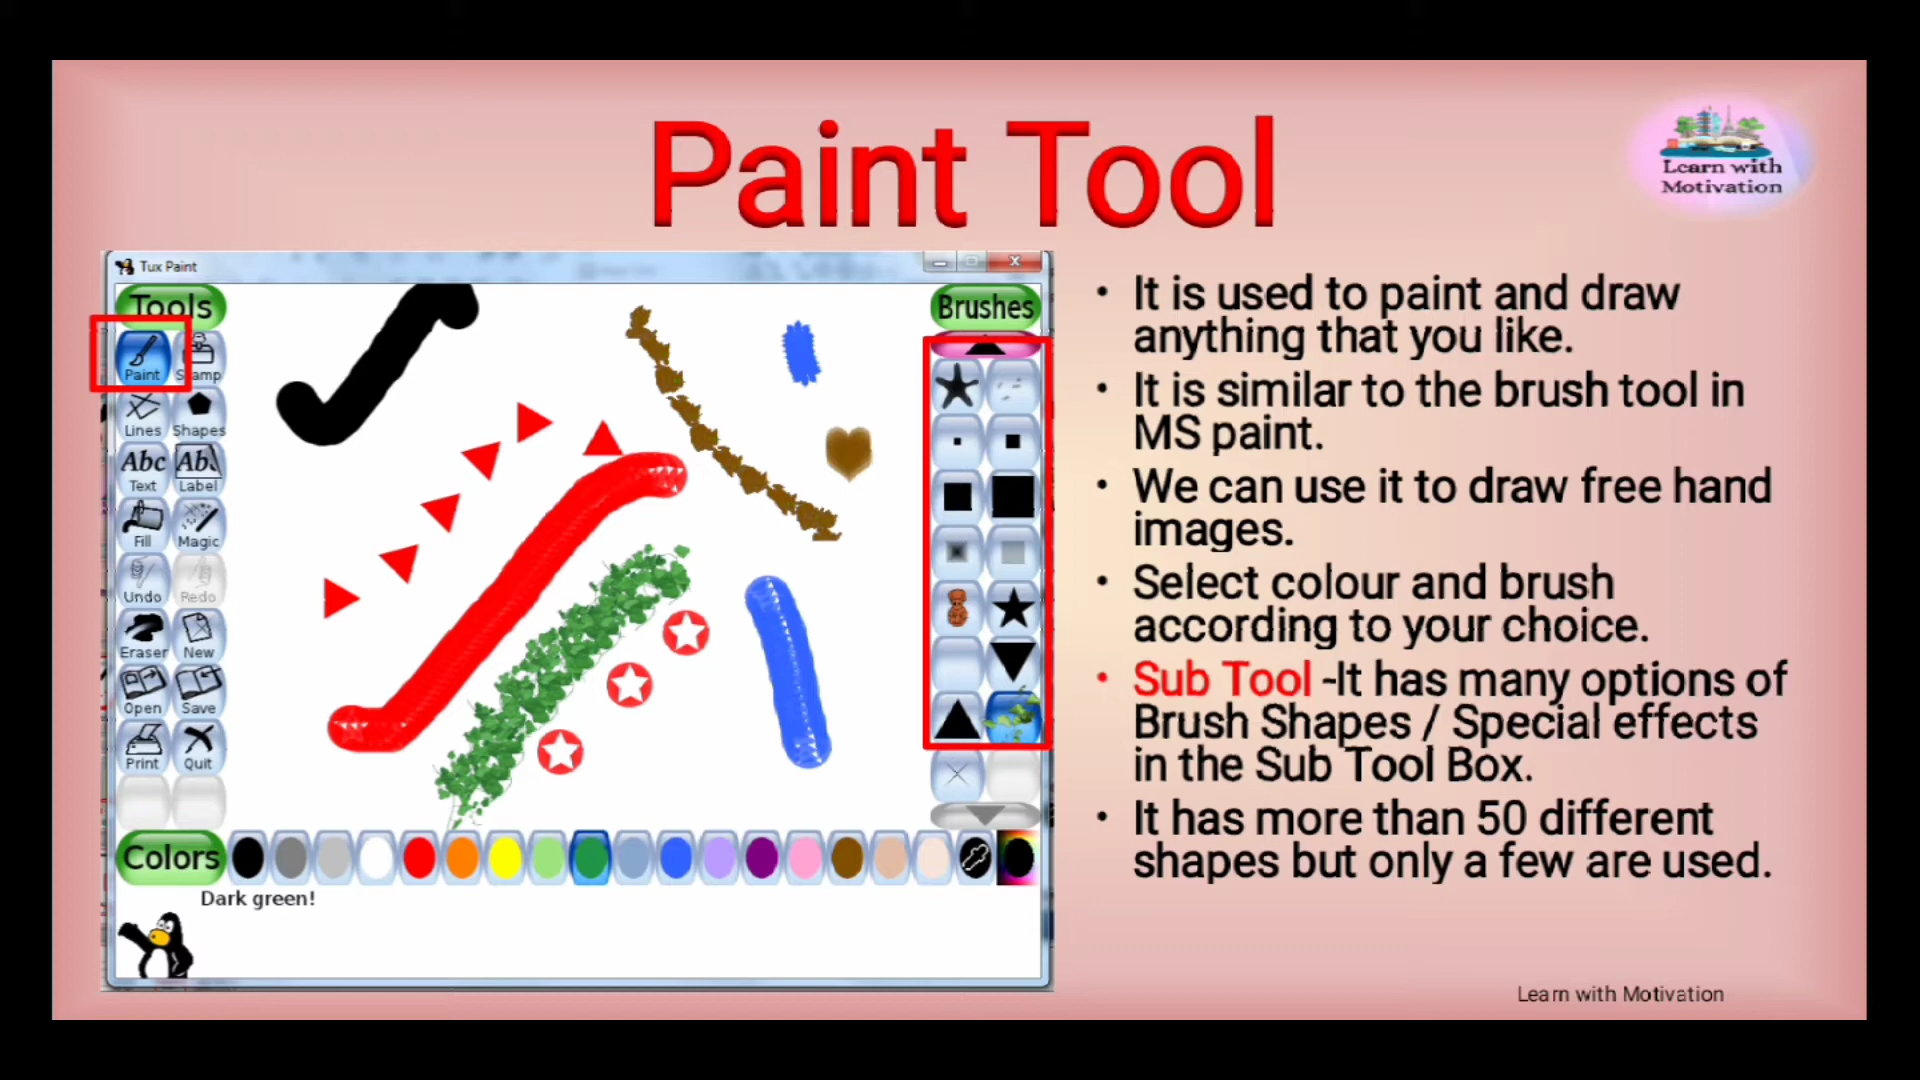 Paint Tool
Learn with
Motivation
Tux Paint
Tools
Brushes
Paint Stamp
Lines Shapes
Abc Abc
Text Label
Fill Magic
Undo Redo
Eraser New
Open Save
Print Quit
Colors
Dark green!
• It is used to paint and draw
anything that you like.
• It is similar to the brush tool in
MS paint.
• We can use it to draw free hand
images.
• Select colour and brush
according to your choice.
• Sub Tool -It has many options of
Brush Shapes / Special effects
in the Sub Tool Box.
• It has more than 50 different
shapes but only a few are used.
Learn with Motivation